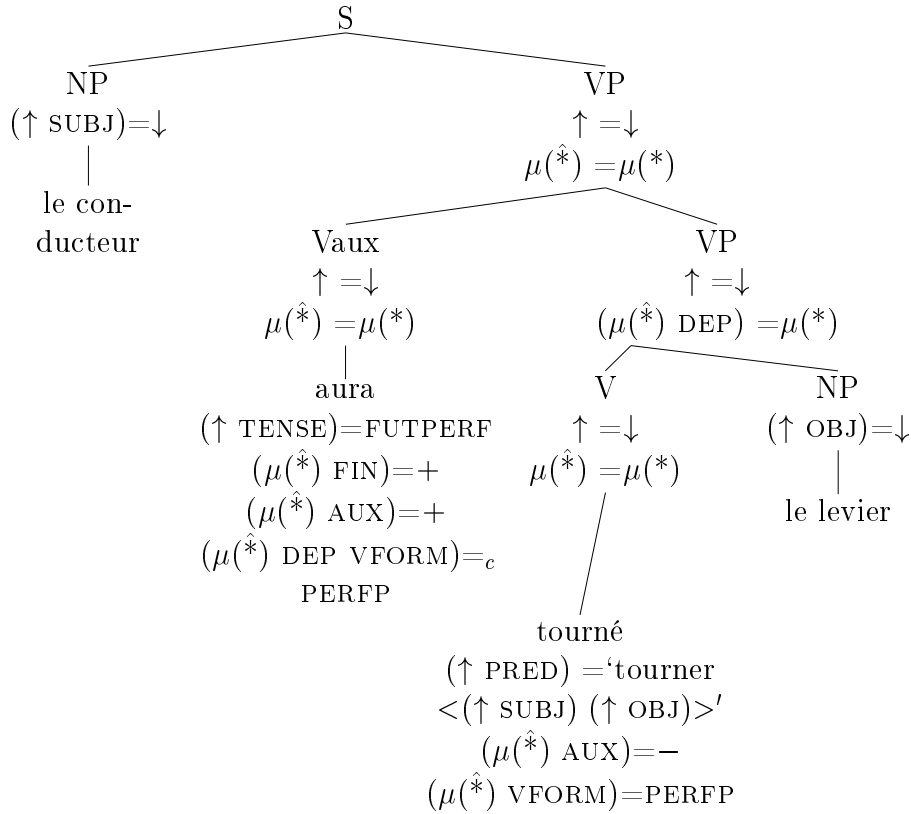 S
NP VP
(↑ SUBJ)=↓ ↑ =↓
μ(*̂) =μ(*)
le con-
ducteur
Vaux VP
↑ =↓ ↑ =↓
μ(*̂) =μ(*) (μ(*̂) DEP) =μ(*)
aura V NP
(↑ TENSE)=FUTPERF ↑ =↓ (↑ OBJ)=↓
(μ(*̂) FIN)=+ μ(*̂) =μ(*)
(μ(*̂) AUX)=+ le levier
(μ(*̂) DEP VFORM)=c
PERFP
tourné
(↑ PRED) =‘tourner
<(↑ SUBJ) (↑ OBJ)>′
(μ(*̂) AUX)=−
(μ(*̂) VFORM)=PERFP